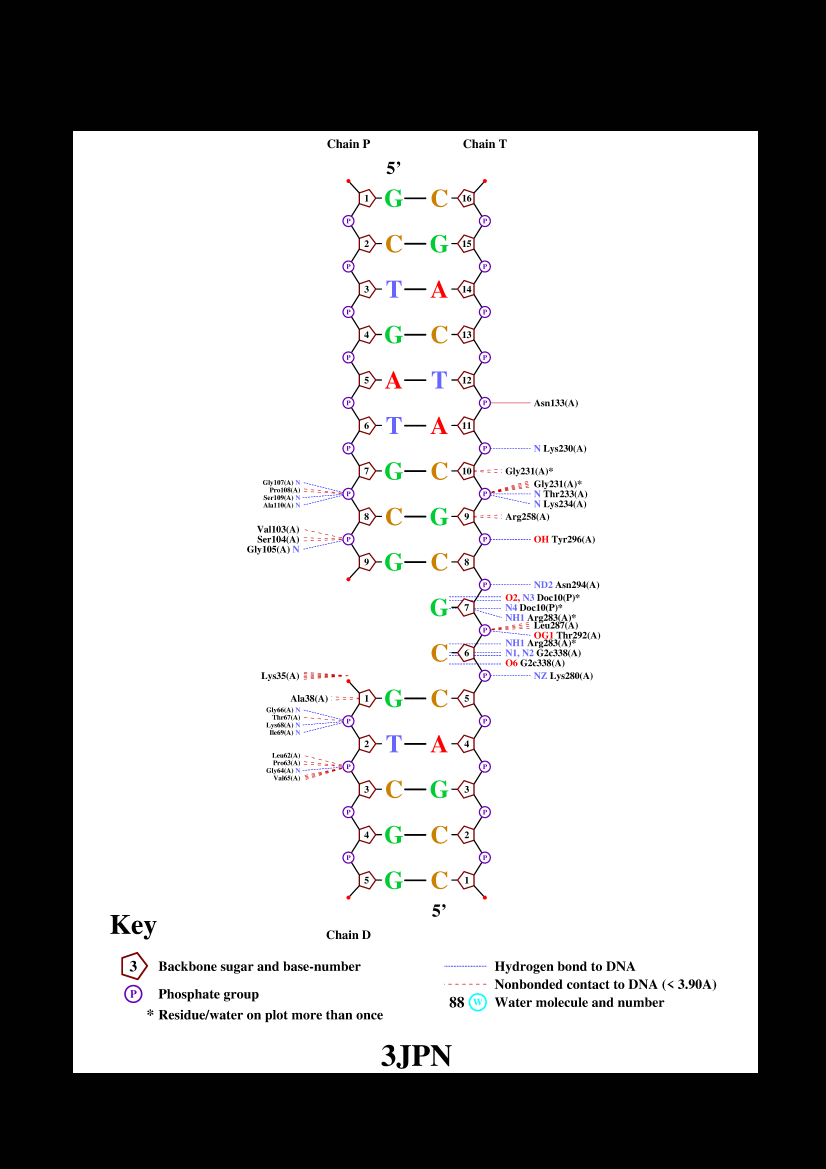 Chain P Chain T
5’
1 G C 16
P P
2 C G 15
P P
3 T A 14
P P
4 G C 13
P P
5 A T 12
P P Asn133(A)
6 T A 11
P P N Lys230(A)
7 G C 10 Gly231(A)*
Gly107(A) N
Pro108(A)
Ser109(A) N
Ala110(A) N
P P
Gly231(A)*
N Thr233(A)
N Lys234(A)
8 C G 9 Arg258(A)
Val103(A)
Ser104(A)
Gly105(A) N
P P OH Tyr296(A)
9 G C 8
P ND2 Asn294(A)
G 7
O2, N3 Doc10(P)*
N4 Doc10(P)*
NH1 Arg283(A)*
P
Leu287(A)
OG1 Thr292(A)
C 6
NH1 Arg283(A)*
N1, N2 G2c338(A)
O6 G2c338(A)
Lys35(A) P NZ Lys280(A)
Ala38(A) 1 G C 5
Gly66(A) N
Thr67(A)
Lys68(A) N
Ile69(A) N
P P
2 T A 4
Leu62(A)
Pro63(A)
Gly64(A) N
Val65(A)
P P
3 C G 3
P P
4 G C 2
P P
5 G C 1
5’
Key
Chain D
3 Backbone sugar and base-number
P Phosphate group
* Residue/water on plot more than once
Hydrogen bond to DNA
Nonbonded contact to DNA (< 3.90A)
88 W Water molecule and number
3JPN